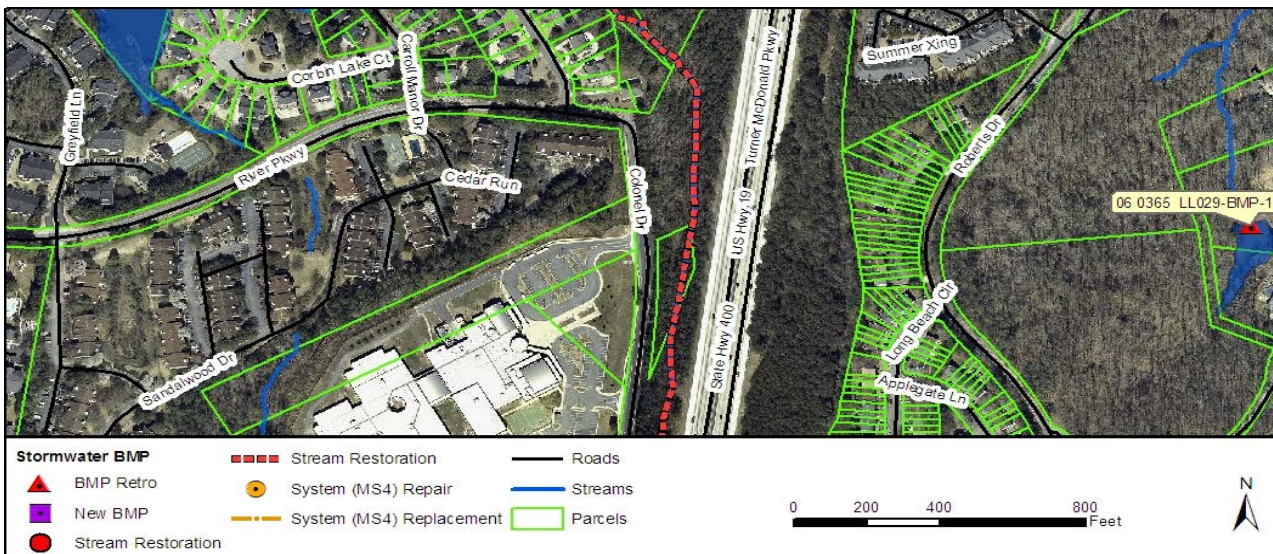 Summer Xing
Corbin Lake Ct
Carroll Manor Dr
Greyfield Ln
River Pkwy
Cedar Run
Colonel Dr
US Hwy, 19
Turner McDonald Pkwy
Roberts Dr
06 0365 LL029-BMP-1
State Hwy 400
Long Beach Cir
Sandalwood Dr
Applegate Ln
Stormwater BMP
BMP Retro
New BMP
Stream Restoration
Stream Restoration
System (MS4) Repair
System (MS4) Replacement
Roads
Streams
Parcels
0 200 400 800
Feet
N